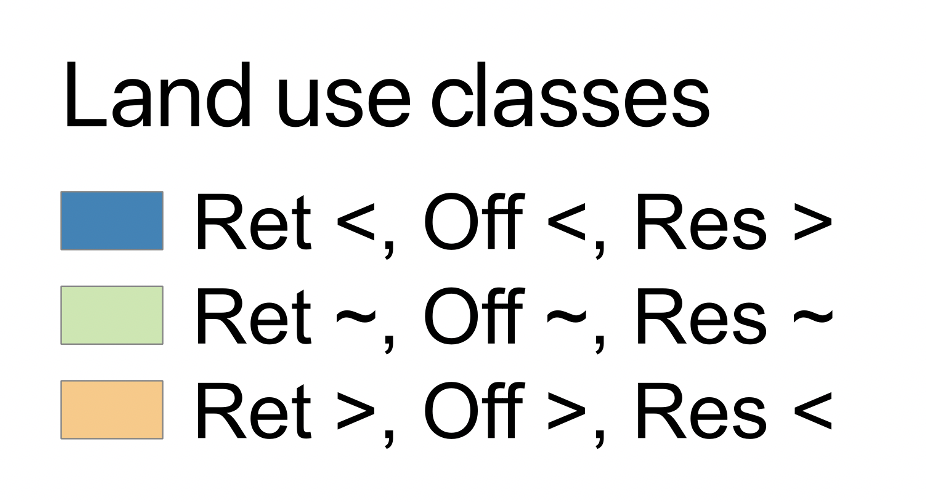 Land use classes
Ret <, Off <, Res >
Ret ~, Off ~, Res ~
Ret >, Off >, Res <